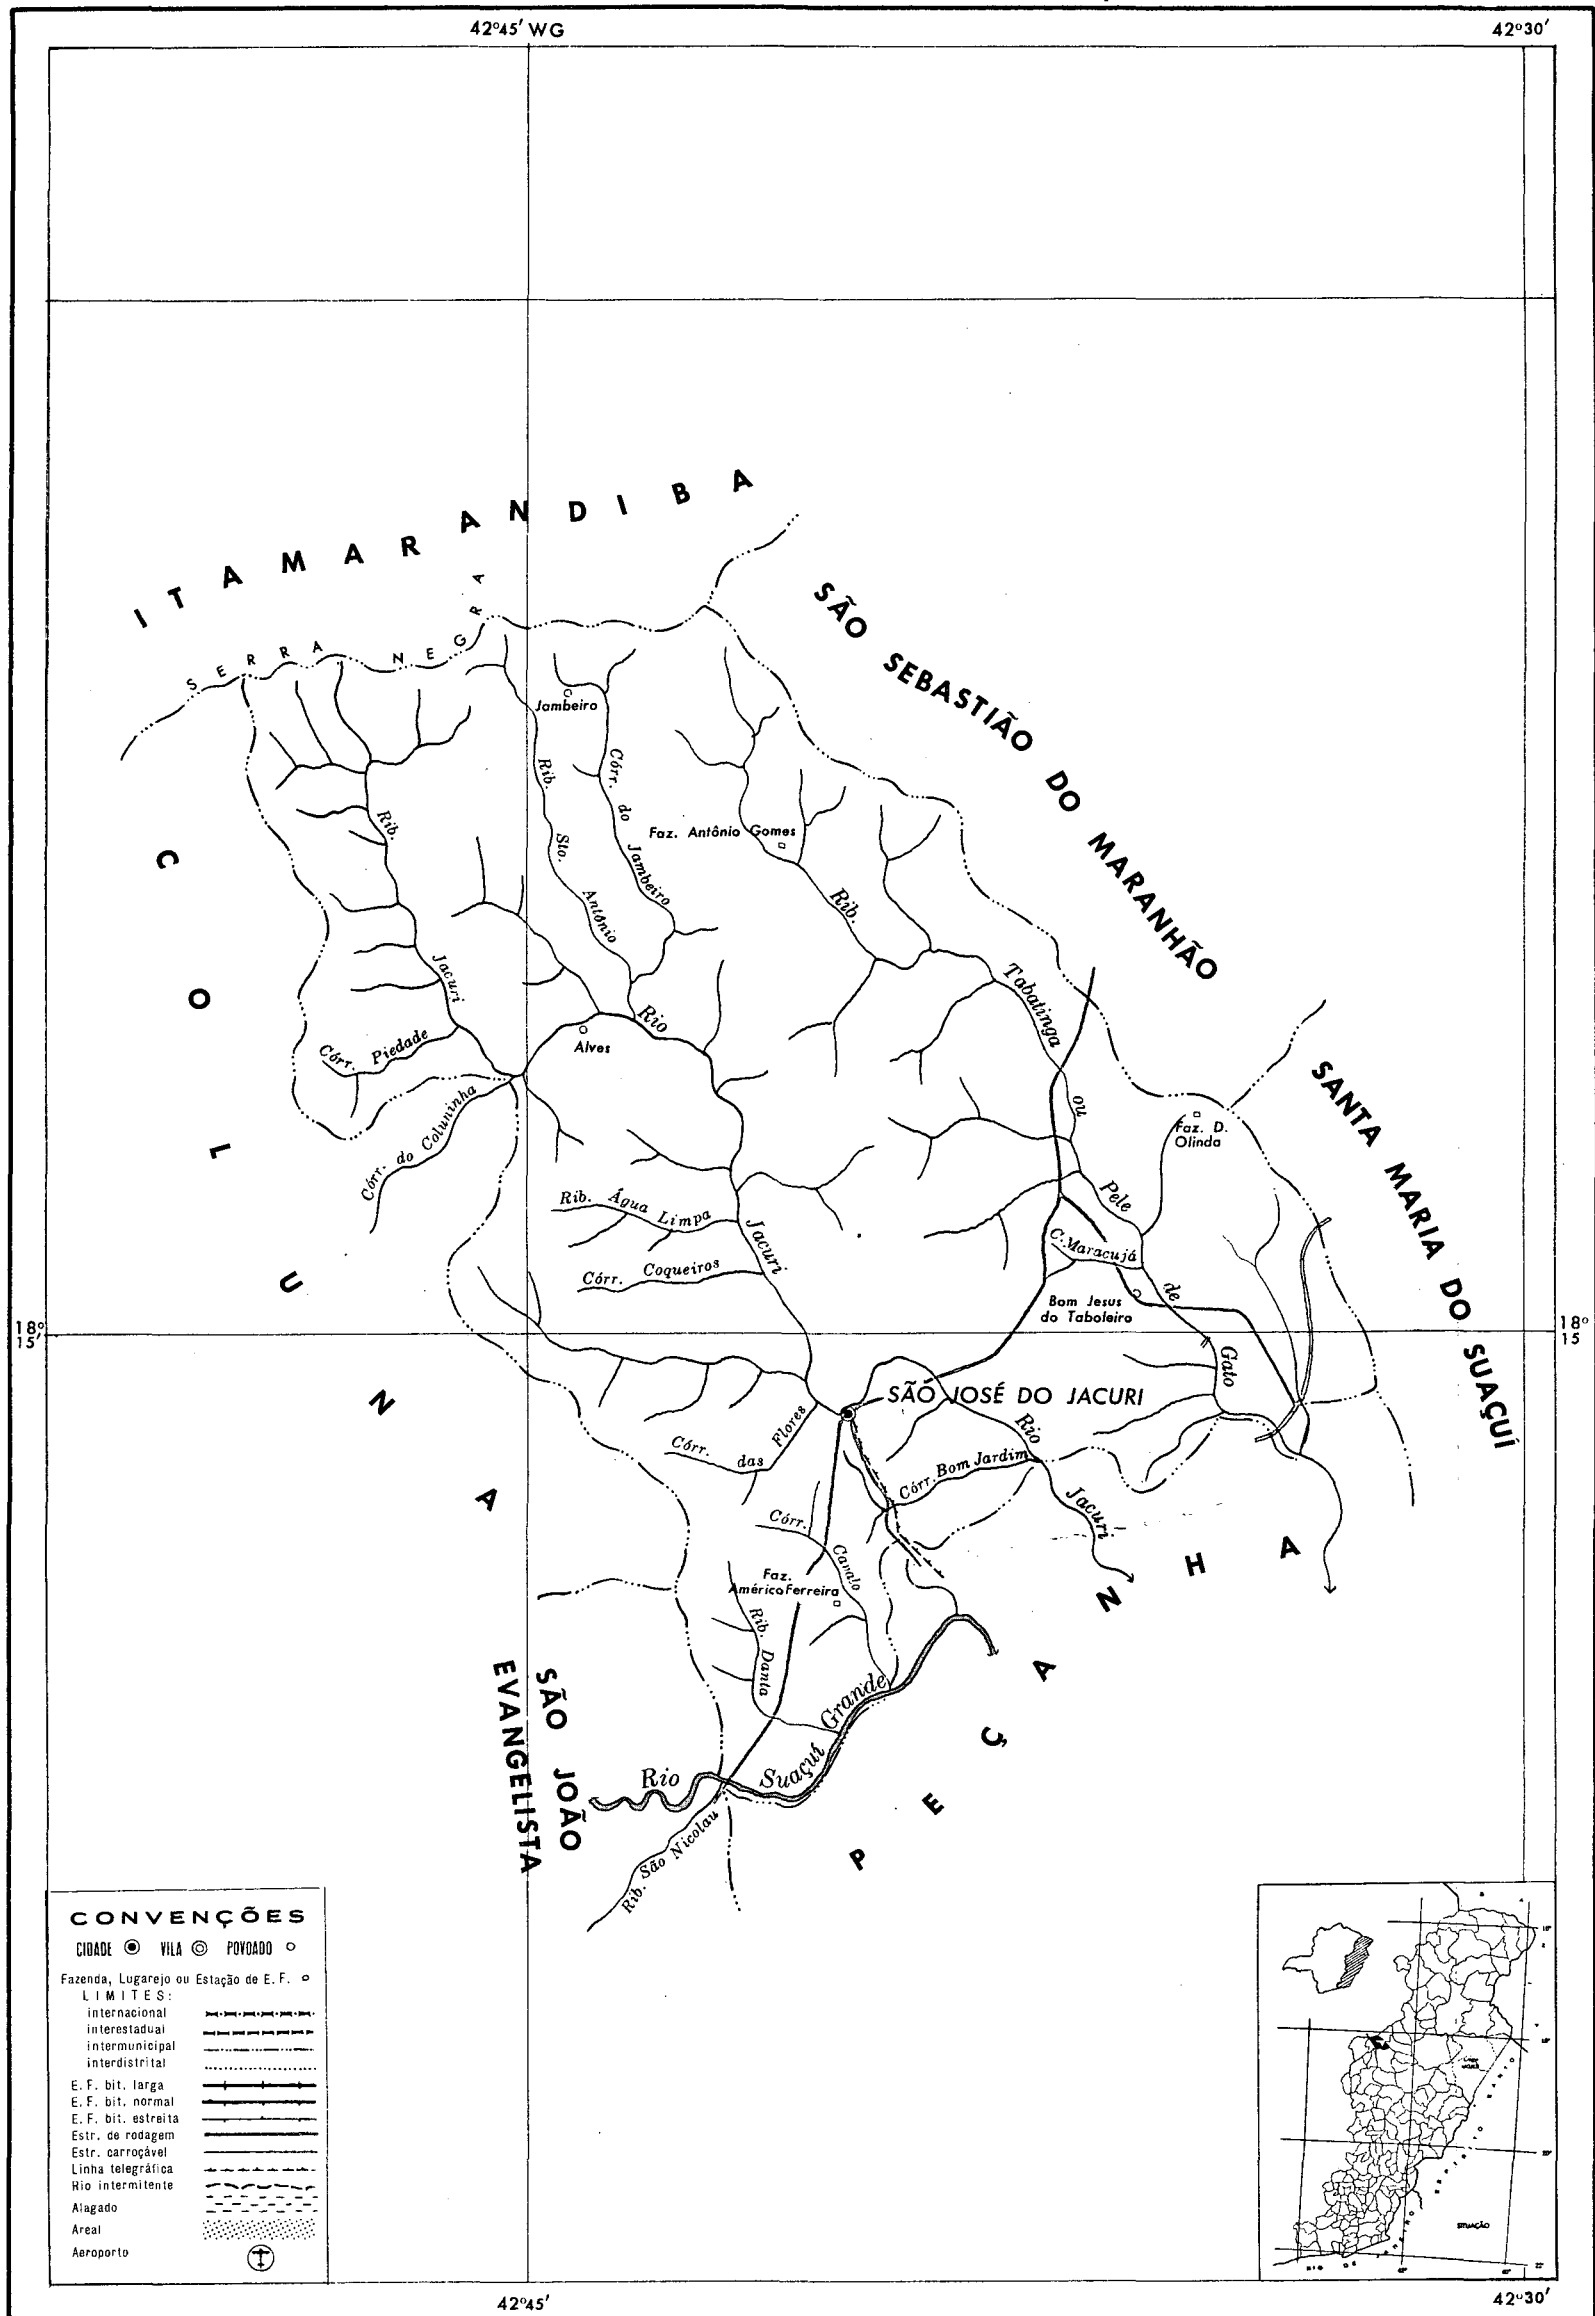 42°45′ WG
42°30′
ITAMARANDIBA
SERRA NEGRA
SÃO SEBASTIÃO DO MARANHÃO
Jambeiro
Rib. Sto. Antônio
Córr. do Jambeiro
Faz. Antônio Gomes
Rib. Jacuri
Rib. Tabatinga ou Pele de Gato
COLUNA
Córr. Piedade
Alves
Rio Jacuri
Córr. do Coluninha
Faz. D.
Olinda
SANTA MARIA DO SUAÇUÍ
Rib. Água Limpa
Córr. Coqueiros
C. Maracujá
Bom Jesus
do Taboleiro
18°
15′
18°
15′
SÃO JOSÉ DO JACURI
Córr. das Flores
Córr. Bom Jardim
Rio Jacuri
Córr. Canalo
Faz.
Américo Ferreira
Rib. Danta
PEÇANHA
SÃO JOÃO
EVANGELISTA
Rio Suaçuí Grande
Rib. São Nicolau
CONVENÇÕES
CIDADE VILA POVOADO
Fazenda, Lugarejo ou Estação de E. F.
LIMITES:
internacional
interestadual
intermunicipal
interdistrital
E. F. bit. larga
E. F. bit. normal
E. F. bit. estreita
Estr. de rodagem
Estr. carroçável
Linha telegráfica
Rio intermitente
Alagado
Areal
Aeroporto
SITUAÇÃO
42°45′
42°30′